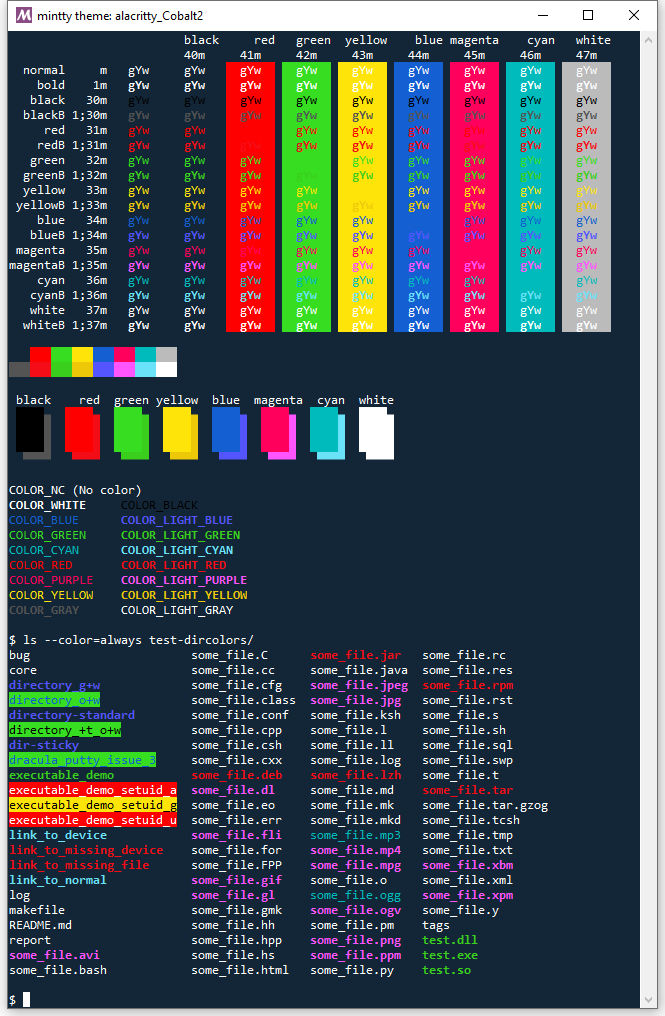 mintty theme: alacritty_Cobalt2
black red green yellow blue magenta cyan white
40m 41m 42m 43m 44m 45m 46m 47m
normal m gYw gYw gYw gYw gYw gYw gYw gYw gYw
bold 1m gYw gYw gYw gYw gYw gYw gYw gYw gYw
black 30m gYw gYw gYw gYw gYw gYw gYw gYw gYw
blackB 1;30m gYw gYw gYw gYw gYw gYw gYw gYw gYw
red 31m gYw gYw gYw gYw gYw gYw gYw gYw
redB 1;31m gYw gYw gYw gYw gYw gYw gYw gYw gYw
green 32m gYw gYw gYw gYw gYw gYw gYw gYw
greenB 1;32m gYw gYw gYw gYw gYw gYw gYw gYw gYw
yellow 33m gYw gYw gYw gYw gYw gYw gYw gYw
yellowB 1;33m gYw gYw gYw gYw gYw gYw gYw gYw gYw
blue 34m gYw gYw gYw gYw gYw gYw gYw gYw
blueB 1;34m gYw gYw gYw gYw gYw gYw gYw gYw gYw
magenta 35m gYw gYw gYw gYw gYw gYw gYw gYw
magentaB 1;35m gYw gYw gYw gYw gYw gYw gYw gYw gYw
cyan 36m gYw gYw gYw gYw gYw gYw gYw gYw
cyanB 1;36m gYw gYw gYw gYw gYw gYw gYw gYw gYw
white 37m gYw gYw gYw gYw gYw gYw gYw gYw gYw
whiteB 1;37m gYw gYw gYw gYw gYw gYw gYw gYw gYw
black red green yellow blue magenta cyan white
COLOR_NC (No color)
COLOR_WHITE COLOR_BLACK
COLOR_BLUE COLOR_LIGHT_BLUE
COLOR_GREEN COLOR_LIGHT_GREEN
COLOR_CYAN COLOR_LIGHT_CYAN
COLOR_RED COLOR_LIGHT_RED
COLOR_PURPLE COLOR_LIGHT_PURPLE
COLOR_YELLOW COLOR_LIGHT_YELLOW
COLOR_GRAY COLOR_LIGHT_GRAY
$ ls --color=always test-dircolors/
bug some_file.C some_file.jar some_file.rc
core some_file.cc some_file.java some_file.res
directory_g+w some_file.cfg some_file.jpeg some_file.rpm
directory_o+w some_file.class some_file.jpg some_file.rst
directory-standard some_file.conf some_file.ksh some_file.s
directory_+t_o+w some_file.cpp some_file.l some_file.sh
dir-sticky some_file.csh some_file.ll some_file.sql
dracula_putty_issue_3 some_file.cxx some_file.log some_file.swp
executable_demo some_file.deb some_file.lzh some_file.t
executable_demo_setuid_a some_file.dl some_file.md some_file.tar
executable_demo_setuid_g some_file.eo some_file.mk some_file.tar.gzog
executable_demo_setuid_u some_file.err some_file.mkd some_file.tcsh
link_to_device some_file.fli some_file.mp3 some_file.tmp
link_to_missing_device some_file.for some_file.mp4 some_file.txt
link_to_missing_file some_file.FPP some_file.mpg some_file.xbm
link_to_normal some_file.gif some_file.o some_file.xml
log some_file.gl some_file.ogg some_file.xpm
makefile some_file.gmk some_file.ogv some_file.y
README.md some_file.hh some_file.pm tags
report some_file.hpp some_file.png test.dll
some_file.avi some_file.hs some_file.ppm test.exe
some_file.bash some_file.html some_file.py test.so
$